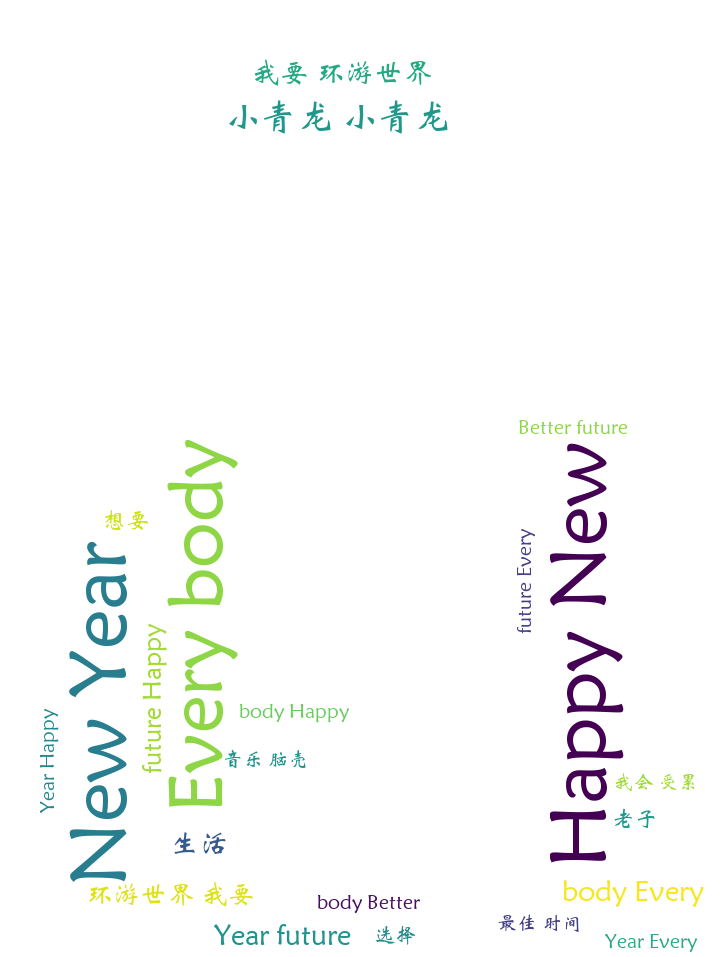 我要 环游世界
小青龙 小青龙
Better future
Every body
Happy New
想要
future Every
New Year
future Happy
Year Happy
body Happy
音乐 脑壳
我会 受累
老子
生活
环游世界 我要
body Every
body Better
最佳 时间
Year future
选择
Year Every